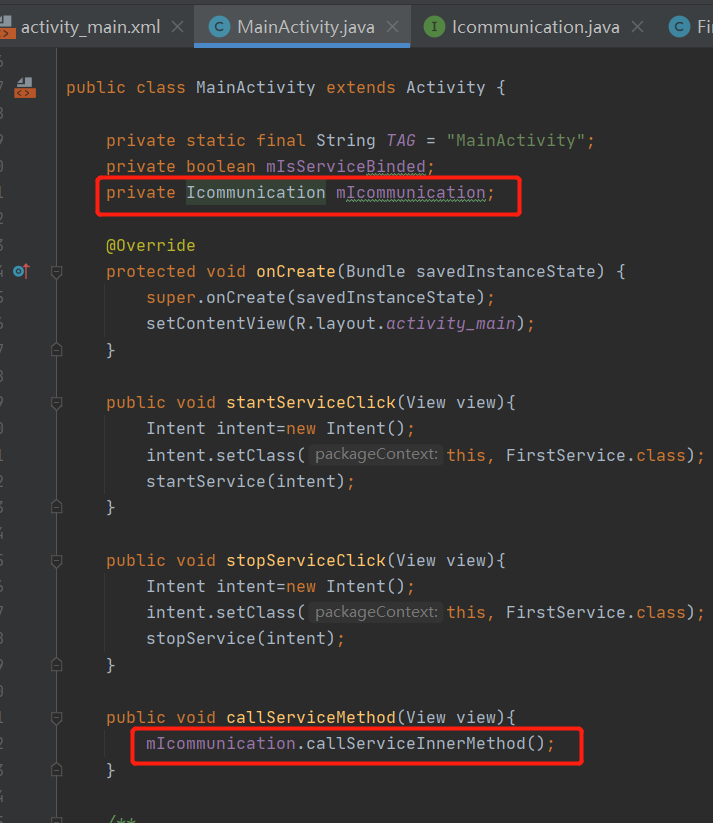 activity_main.xml MainActivity.java Icommunication.java Fi
public class MainActivity extends Activity {
private static final String TAG = "MainActivity";
private boolean mIsServiceBinded;
private Icommunication mIcommunication;
@Override
protected void onCreate(Bundle savedInstanceState) {
super.onCreate(savedInstanceState);
setContentView(R.layout.activity_main);
}
public void startServiceClick(View view){
Intent intent=new Intent();
intent.setClass( packageContext: this, FirstService.class);
startService(intent);
}
public void stopServiceClick(View view){
Intent intent=new Intent();
intent.setClass( packageContext: this, FirstService.class);
stopService(intent);
}
public void callServiceMethod(View view){
mIcommunication.callServiceInnerMethod();
}
/**